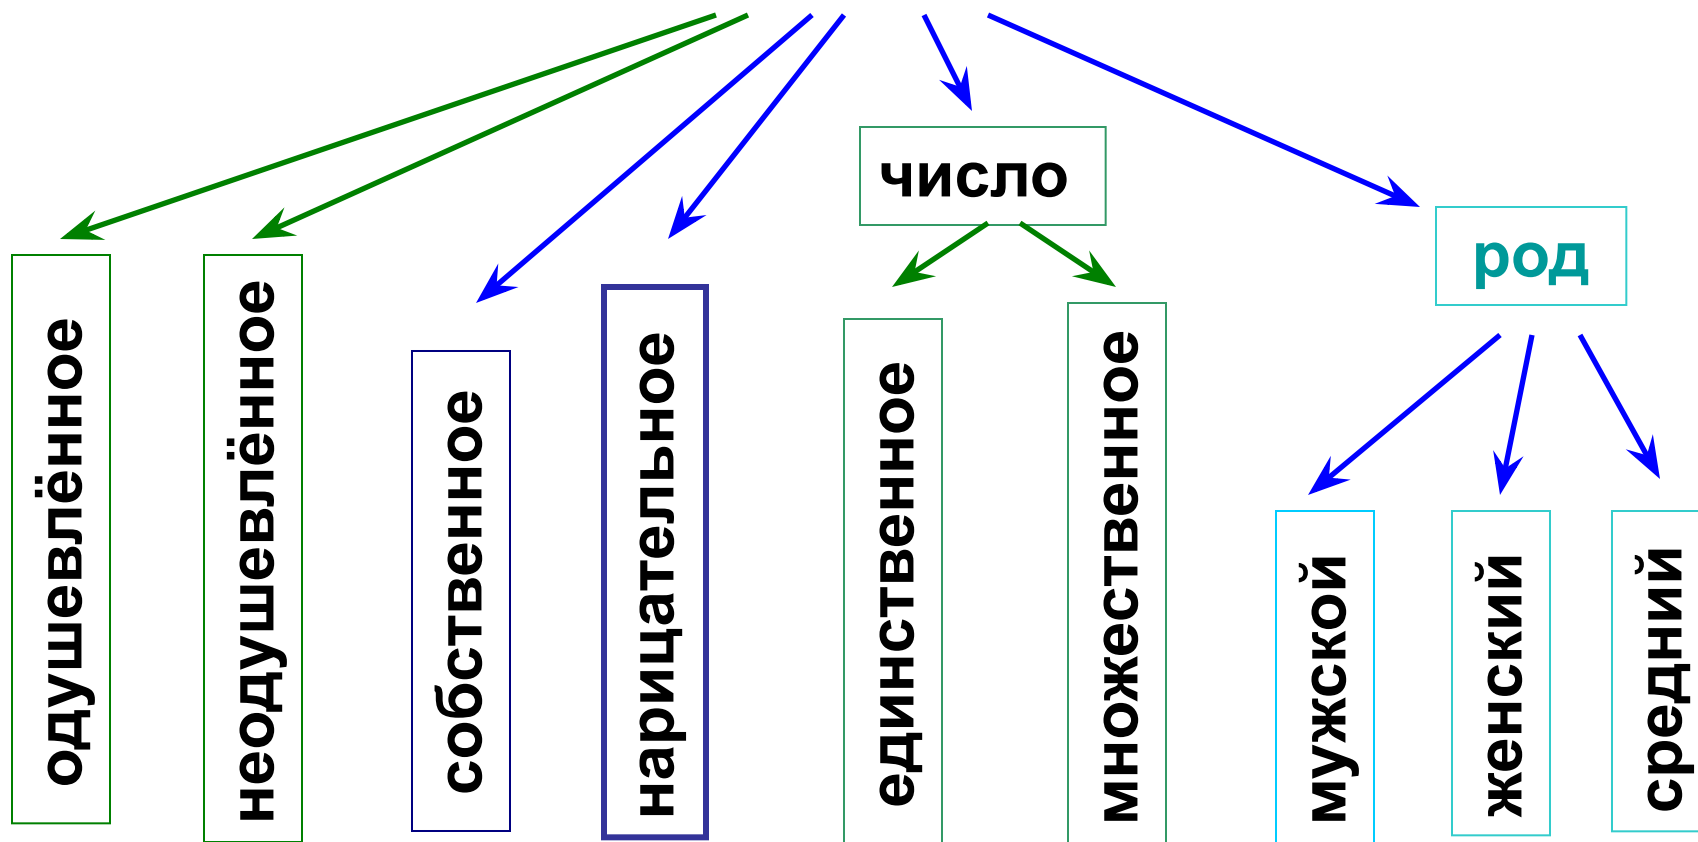 число
род
одушевлённое
неодушевлённое
собственное
нарицательное
единственное
множественное
мужской
женский
средний